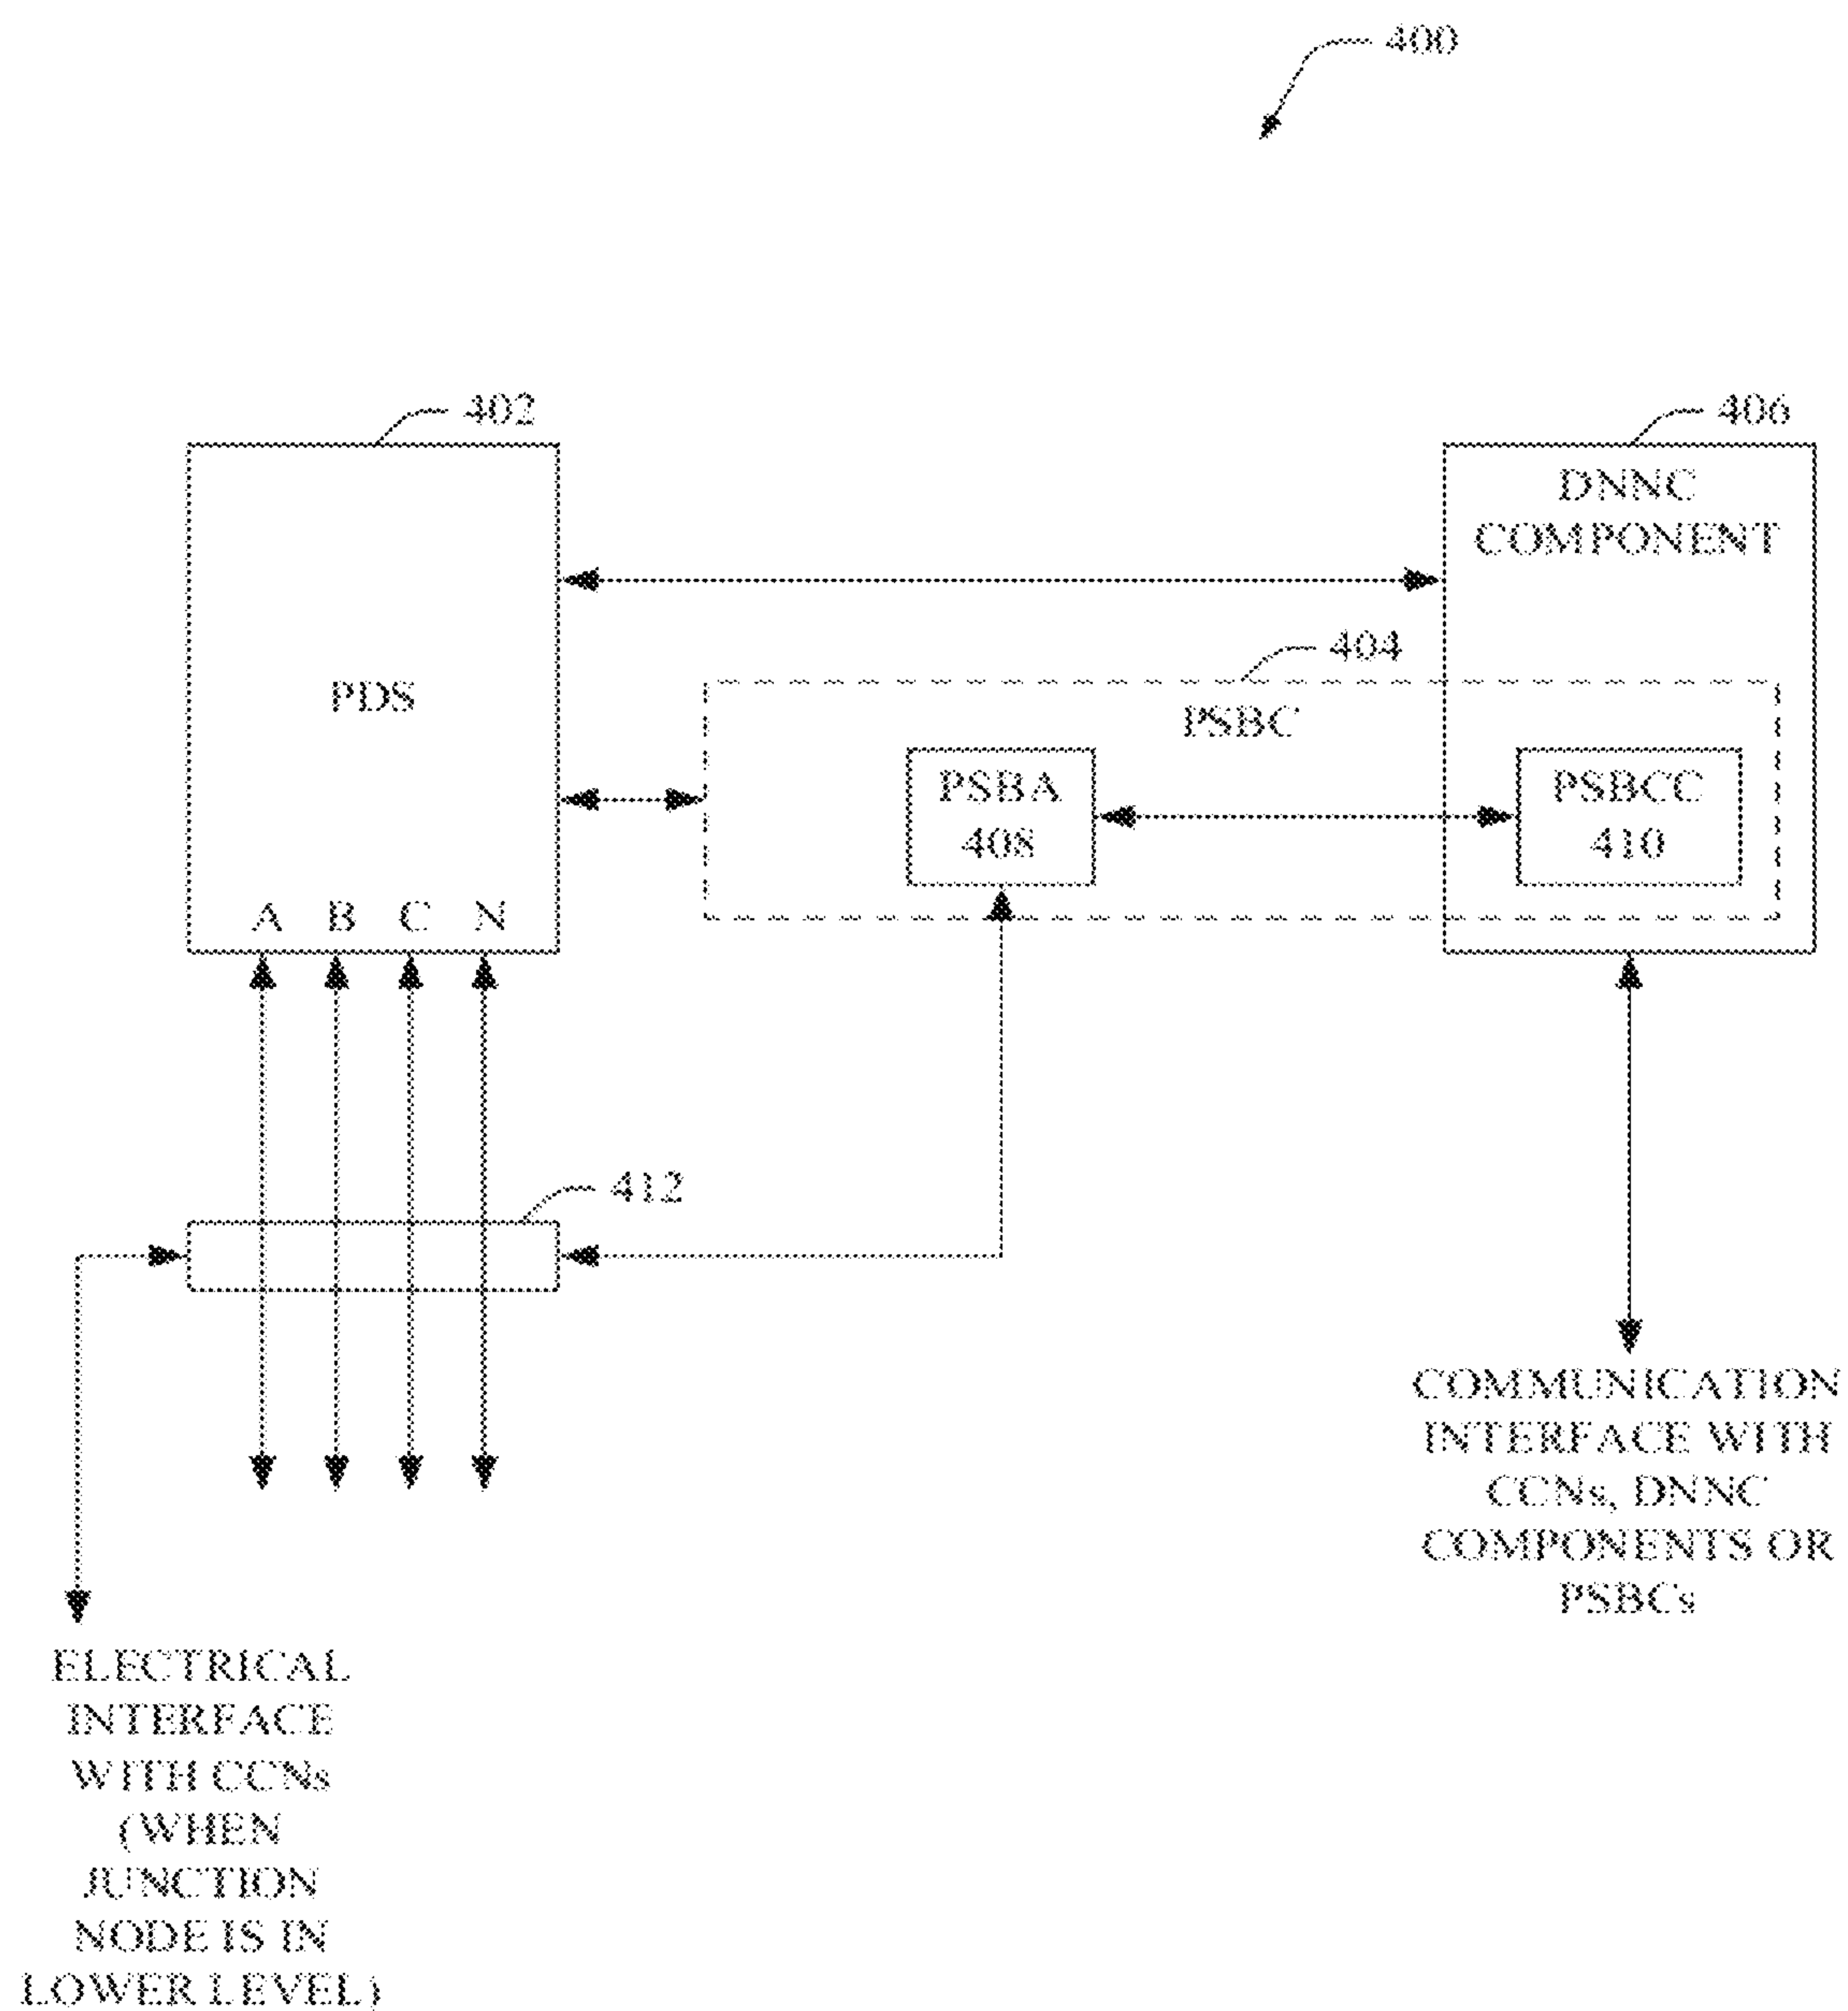 400
402
406
DNNC
COMPONENT
404
PDS
PSBC
PSBA
408
PSBCC
410
A B C N
412
COMMUNICATION
INTERFACE WITH
CCNs, DNNC
COMPONENTS OR
PSBCs
ELECTRICAL
INTERFACE
WITH CCNs
(WHEN
JUNCTION
NODE IS IN
LOWER LEVEL)